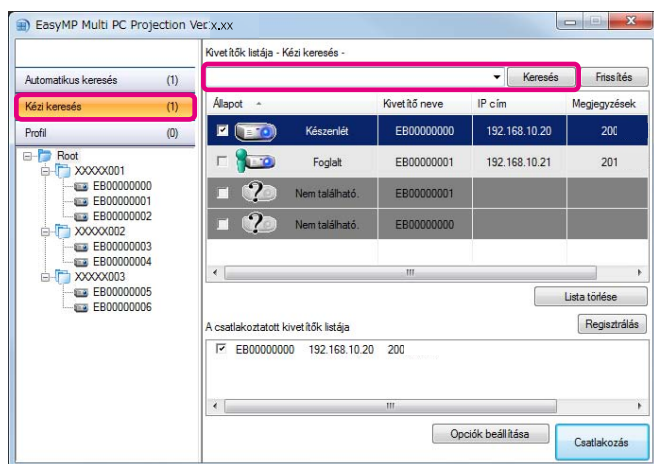 EasyMP Multi PC Projection Ver.x.xx
Kivetítők listája - Kézi keresés -
Automatikus keresés (1)
Keresés
Frissítés
Kézi keresés (1)
Profil (0)
Állapot
Kivetítő neve
IP cím
Megjegyzések
Készenlét EB00000000 192.168.10.20 200
Foglalt EB00000001 192.168.10.21 201
Nem található. EB00000001
Nem található. EB00000000
Root
XXXXX001
EB00000000
EB00000001
EB00000002
XXXXX002
EB00000003
EB00000004
XXXXX003
EB00000005
EB00000006
Lista törlése
A csatlakoztatott kivetítők listája
Regisztrálás
EB00000000 192.168.10.20 200
Opciók beállítása
Csatlakozás